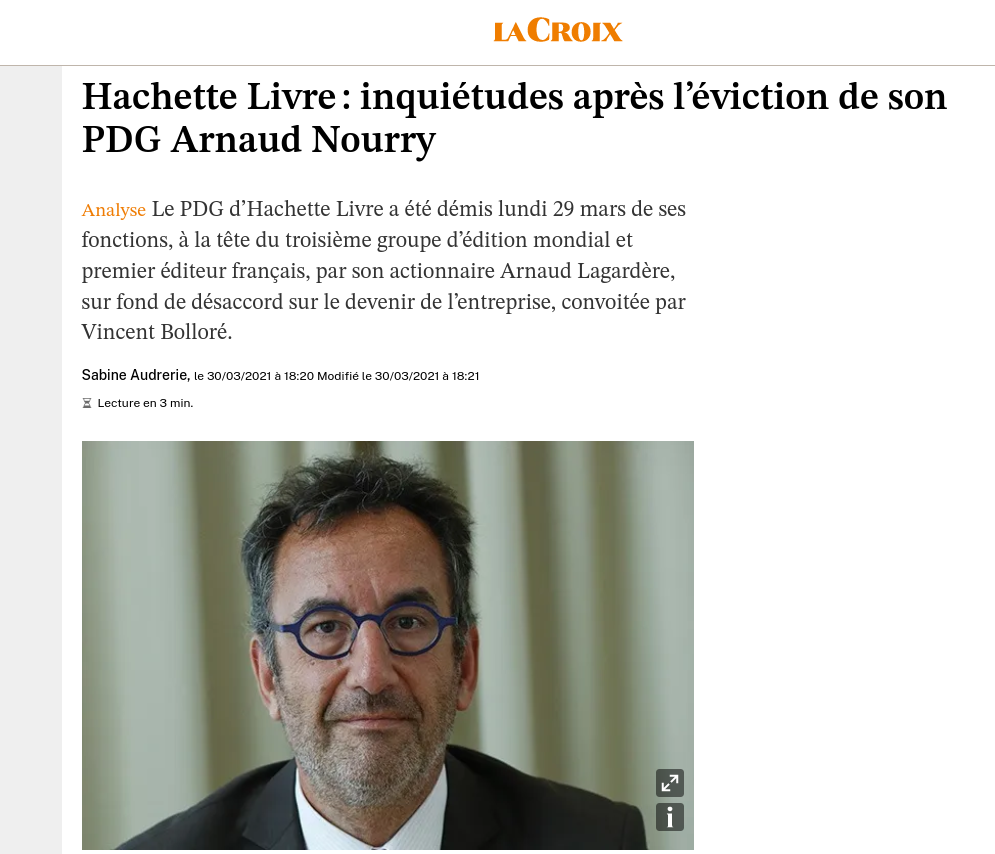 LA CROIX
Hachette Livre : inquiétudes après l’éviction de son
PDG Arnaud Nourry
Analyse Le PDG d’Hachette Livre a été démis lundi 29 mars de ses
fonctions, à la tête du troisième groupe d’édition mondial et
premier éditeur français, par son actionnaire Arnaud Lagardère,
sur fond de désaccord sur le devenir de l’entreprise, convoitée par
Vincent Bolloré.
Sabine Audrerie, le 30/03/2021 à 18:20 Modifié le 30/03/2021 à 18:21
Lecture en 3 min.
i